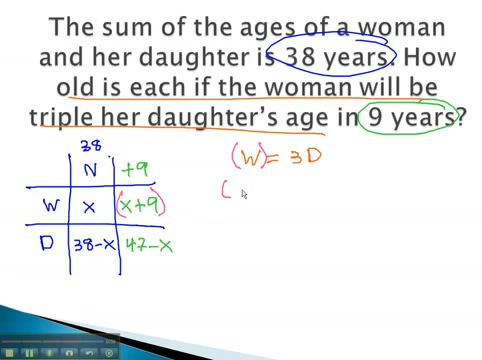 The sum of the ages of a woman
and her daughter is 38 years. How
old is each if the woman will be
triple her daughter's age in 9 years?
38
N +9
W x (x+9)
D 38-x 47-x
(W) = 3D
(